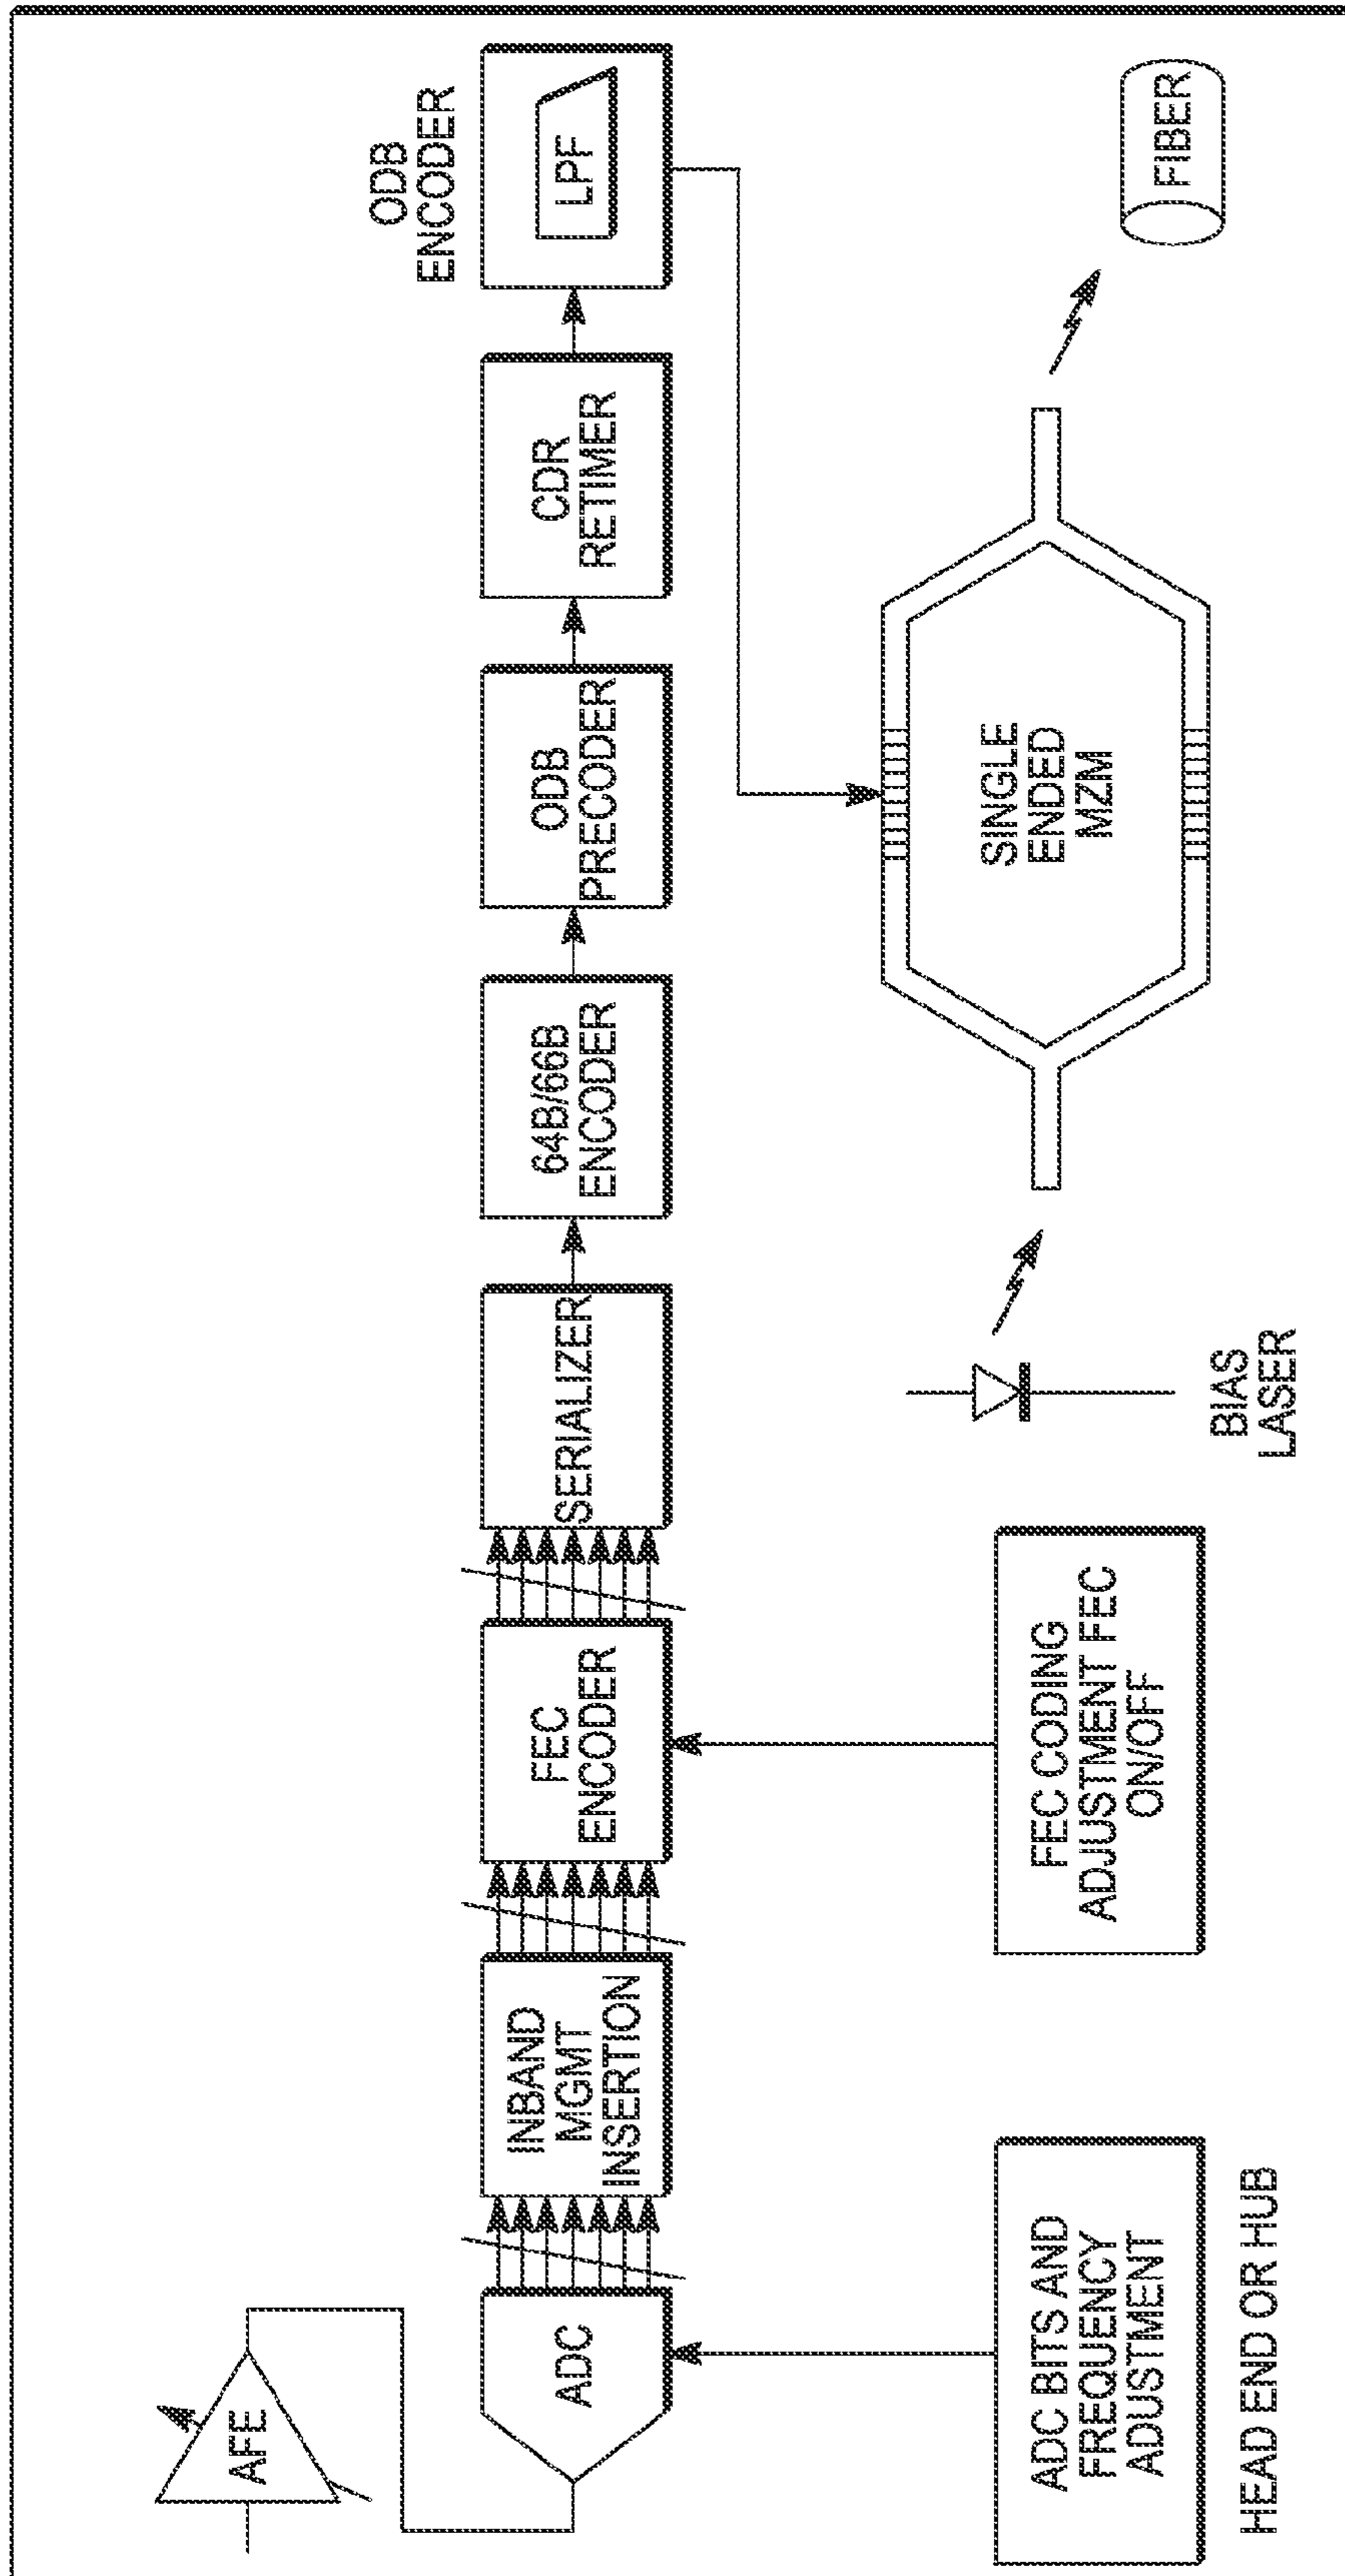 AFE
ADC
INBAND
MGMT
INSERTION
FEC
ENCODER
SERIALIZER
64B/66B
ENCODER
ODB
PRECODER
CDR
RETIMER
ODB
ENCODER
LPF
ADC BITS AND
FREQUENCY
ADUSTMENT
FEC CODING
ADJUSTMENT FEC
ON/OFF
BIAS
LASER
SINGLE
ENDED
MZM
FIBER
HEAD END OR HUB